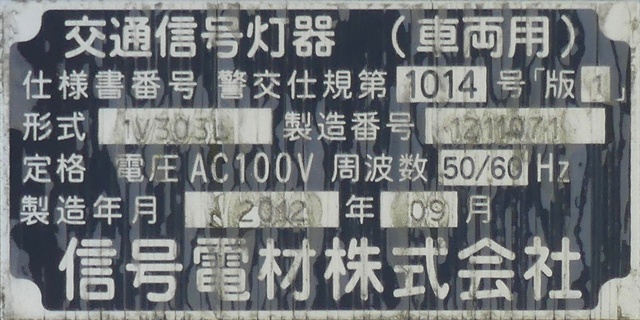 交通信号灯器 (車両用)
仕様書番号 警交仕規第 1014 号「版 1」
形式 1V303L 製造番号 1211971
定格 電圧 AC100V 周波数 50/60 Hz
製造年月 2012 年 09 月
信号電材株式会社